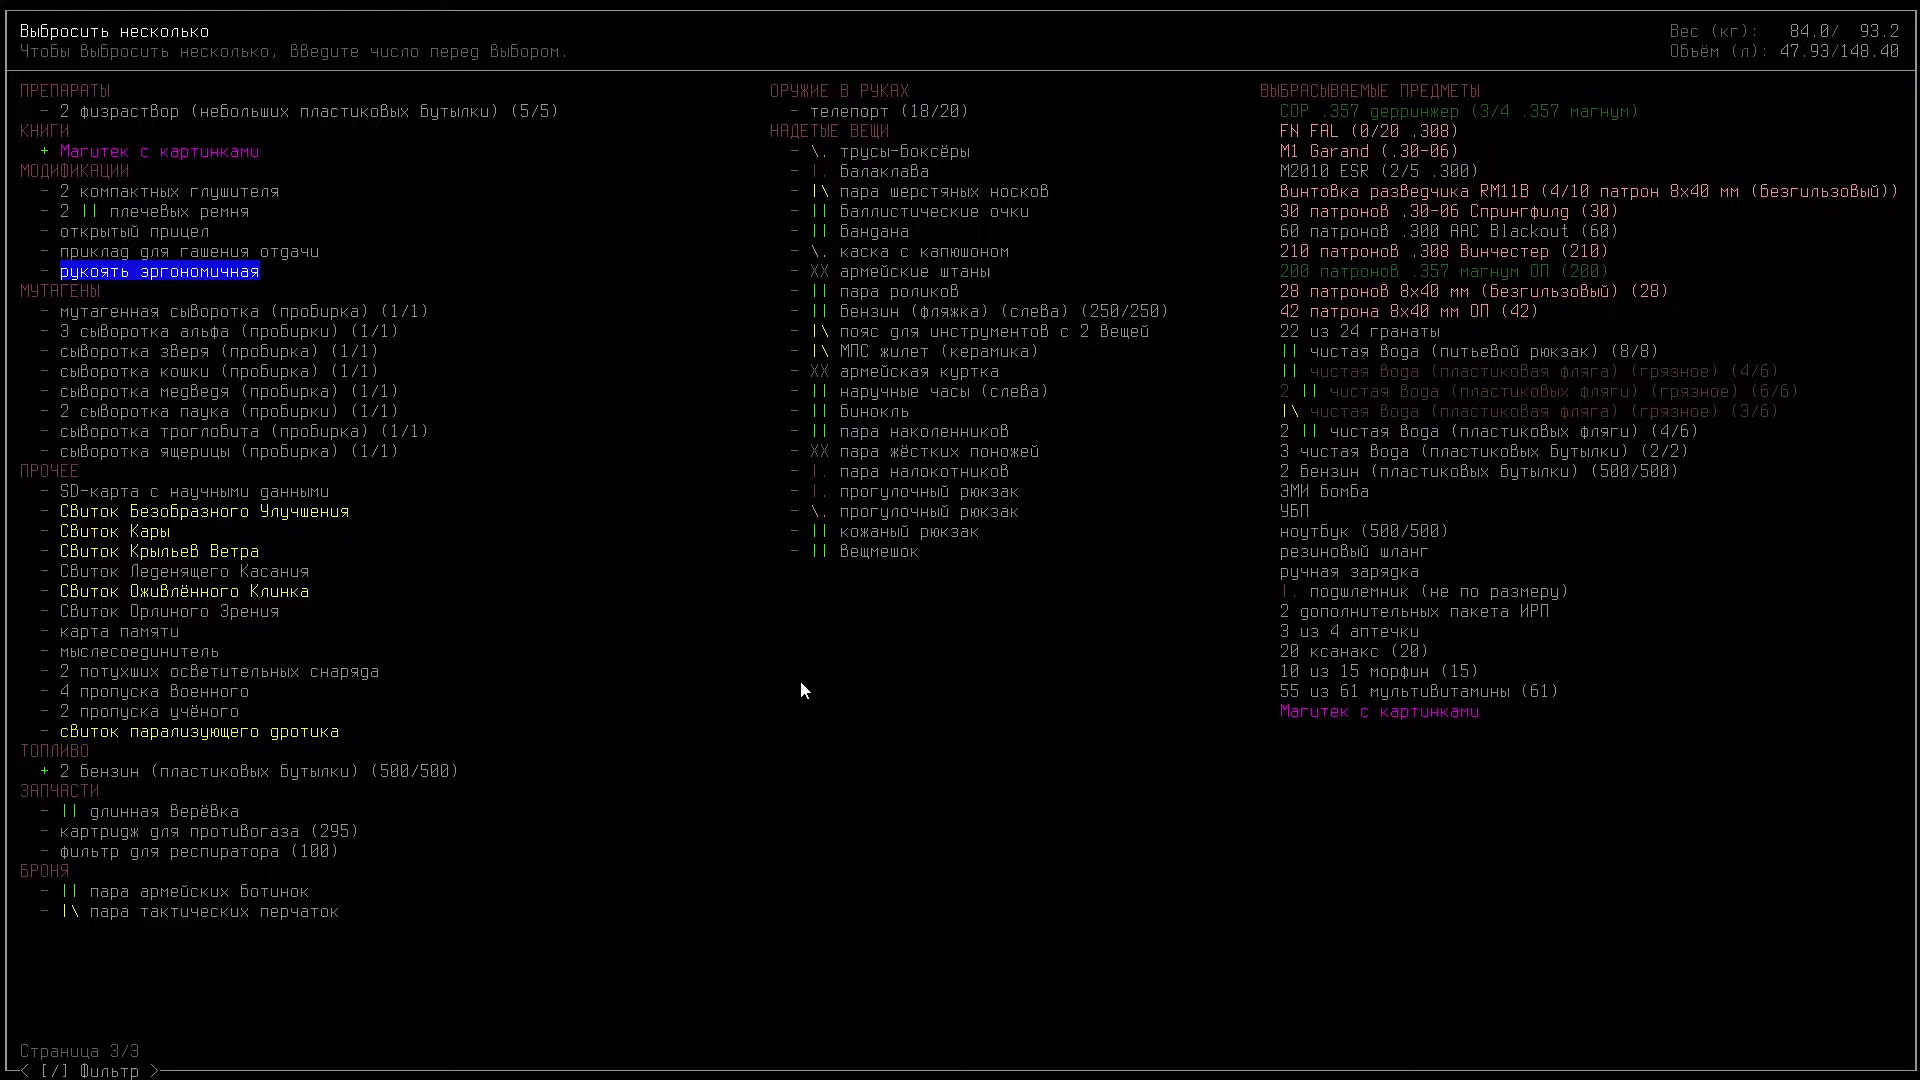 Выбросить несколько
Чтобы выбросить несколько, введите число перед выбором.
Вес (кг): 84.0/ 93.2
Объём (л): 47.93/148.40
ПРЕПАРАТЫ
- 2 физраствор (небольших пластиковых бутылки) (5/5)
КНИГИ
+ Магитек с картинками
МОДИФИКАЦИИ
- 2 компактных глушителя
- 2 || плечевых ремня
- открытый прицел
- приклад для гашения отдачи
- рукоять эргономичная
МУТАГЕНЫ
- мутагенная сыворотка (пробирка) (1/1)
- 3 сыворотка альфа (пробирки) (1/1)
- сыворотка зверя (пробирка) (1/1)
- сыворотка кошки (пробирка) (1/1)
- сыворотка медведя (пробирка) (1/1)
- 2 сыворотка паука (пробирки) (1/1)
- сыворотка троглобита (пробирка) (1/1)
- сыворотка ящерицы (пробирка) (1/1)
ПРОЧЕЕ
- SD-карта с научными данными
- Свиток Безобразного Улучшения
- Свиток Кары
- Свиток Крыльев Ветра
- Свиток Леденящего Касания
- Свиток Оживлённого Клинка
- Свиток Орлиного Зрения
- карта памяти
- мыслесоединитель
- 2 потухших осветительных снаряда
- 4 пропуска военного
- 2 пропуска учёного
- свиток парализующего дротика
ТОПЛИВО
+ 2 бензин (пластиковых бутылки) (500/500)
ЗАПЧАСТИ
- || длинная верёвка
- картридж для противогаза (295)
- фильтр для респиратора (100)
БРОНЯ
- || пара армейских ботинок
- |\ пара тактических перчаток
ОРУЖИЕ В РУКАХ
- телепорт (18/20)
НАДЕТЫЕ ВЕЩИ
- \. трусы-боксёры
- |. балаклава
- |\ пара шерстяных носков
- || баллистические очки
- || бандана
- \. каска с капюшоном
- XX армейские штаны
- || пара роликов
- || бензин (фляжка) (слева) (250/250)
- |\ пояс для инструментов с 2 вещей
- |\ МПС жилет (керамика)
- XX армейская куртка
- || наручные часы (слева)
- || бинокль
- || пара наколенников
- XX пара жёстких поножей
- |. пара налокотников
- |. прогулочный рюкзак
- \. прогулочный рюкзак
- || кожаный рюкзак
- || вещмешок
ВЫБРАСЫВАЕМЫЕ ПРЕДМЕТЫ
COP .357 дерринжер (3/4 .357 магнум)
FN FAL (0/20 .308)
M1 Garand (.30-06)
M2010 ESR (2/5 .300)
винтовка разведчика RM11B (4/10 патрон 8x40 мм (безгильзовый))
30 патронов .30-06 Спрингфилд (30)
60 патронов .300 AAC Blackout (60)
210 патронов .308 Винчестер (210)
200 патронов .357 магнум ОП (200)
28 патронов 8x40 мм (безгильзовый) (28)
42 патрона 8x40 мм ОП (42)
22 из 24 гранаты
|| чистая вода (питьевой рюкзак) (8/8)
|| чистая вода (пластиковая фляга) (грязное) (4/6)
2 || чистая вода (пластиковых фляги) (грязное) (6/6)
|\ чистая вода (пластиковая фляга) (грязное) (3/6)
2 || чистая вода (пластиковых фляги) (4/6)
3 чистая вода (пластиковых бутылки) (2/2)
2 бензин (пластиковых бутылки) (500/500)
ЭМИ бомба
УБП
ноутбук (500/500)
резиновый шланг
ручная зарядка
|. подшлемник (не по размеру)
2 дополнительных пакета ИРП
3 из 4 аптечки
20 ксанакс (20)
10 из 15 морфин (15)
55 из 61 мультивитамины (61)
Магитек с картинками
Страница 3/3
< [/] Фильтр >